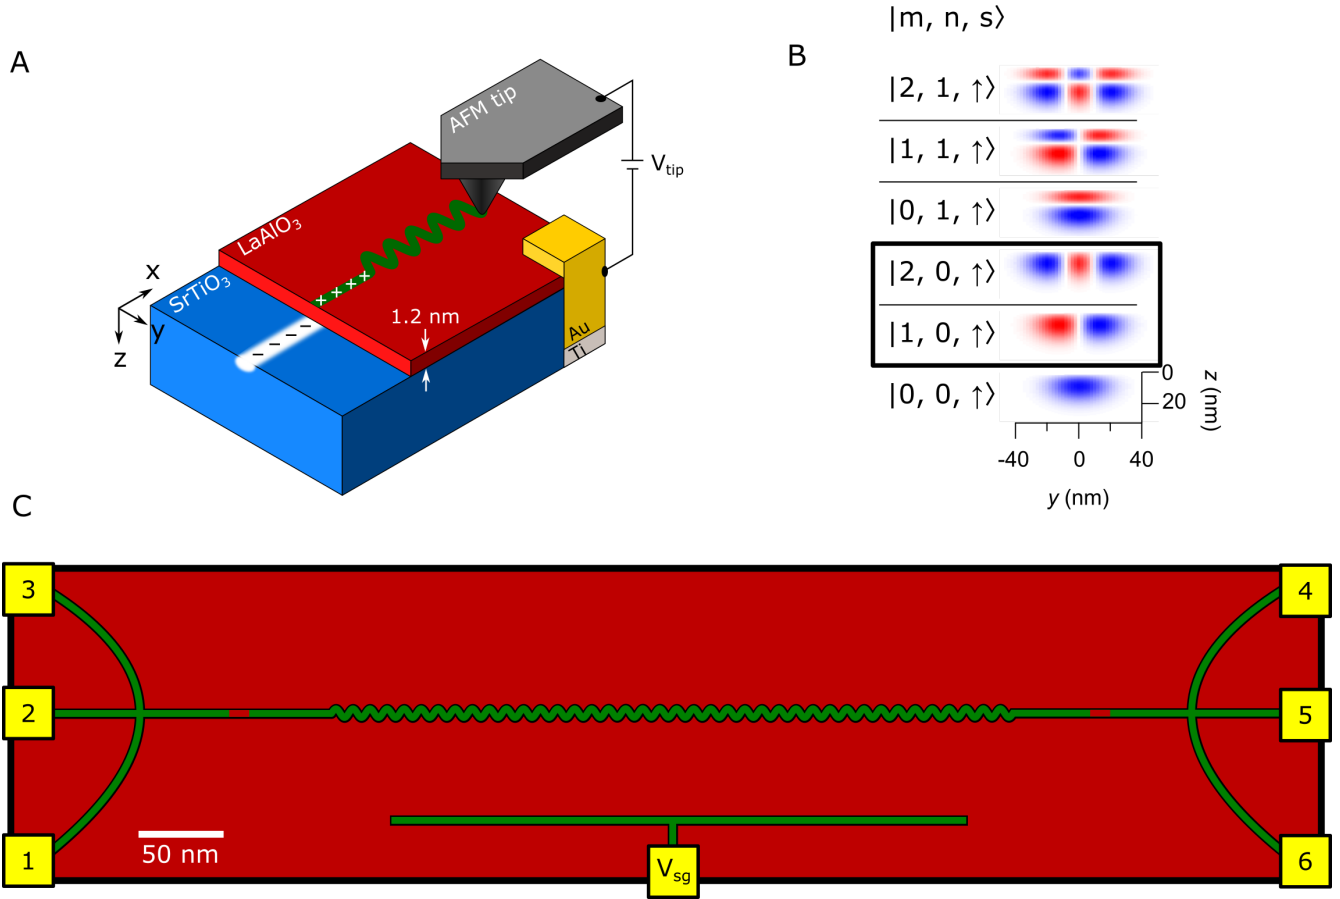 A
AFM tip
V_tip
LaAlO₃
SrTiO₃
x
y
z
+ + + +
− − − −
1.2 nm
Au
Ti
B
|m, n, s⟩
|2, 1, ↑⟩
|1, 1, ↑⟩
|0, 1, ↑⟩
|2, 0, ↑⟩
|1, 0, ↑⟩
|0, 0, ↑⟩
0
20
z (nm)
-40 0 40
y (nm)
C
3
4
2
5
1
6
50 nm
V_sg